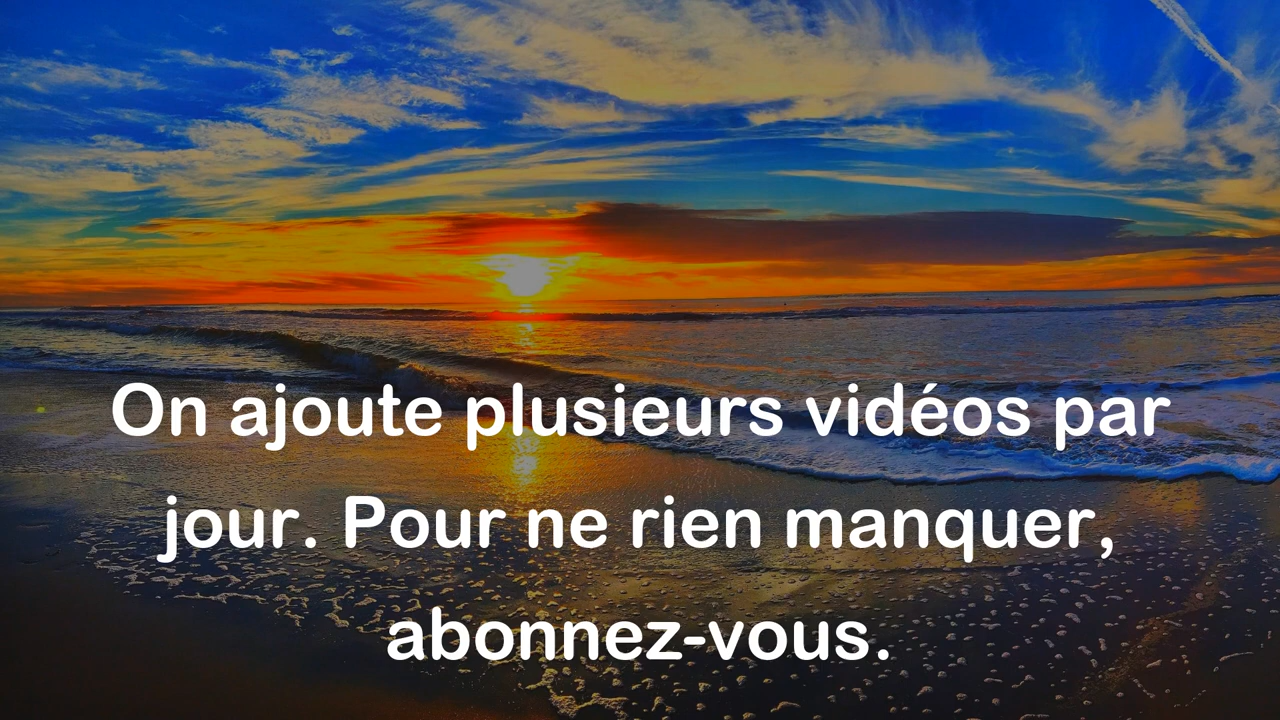 On ajoute plusieurs vidéos par
jour. Pour ne rien manquer,
abonnez-vous.